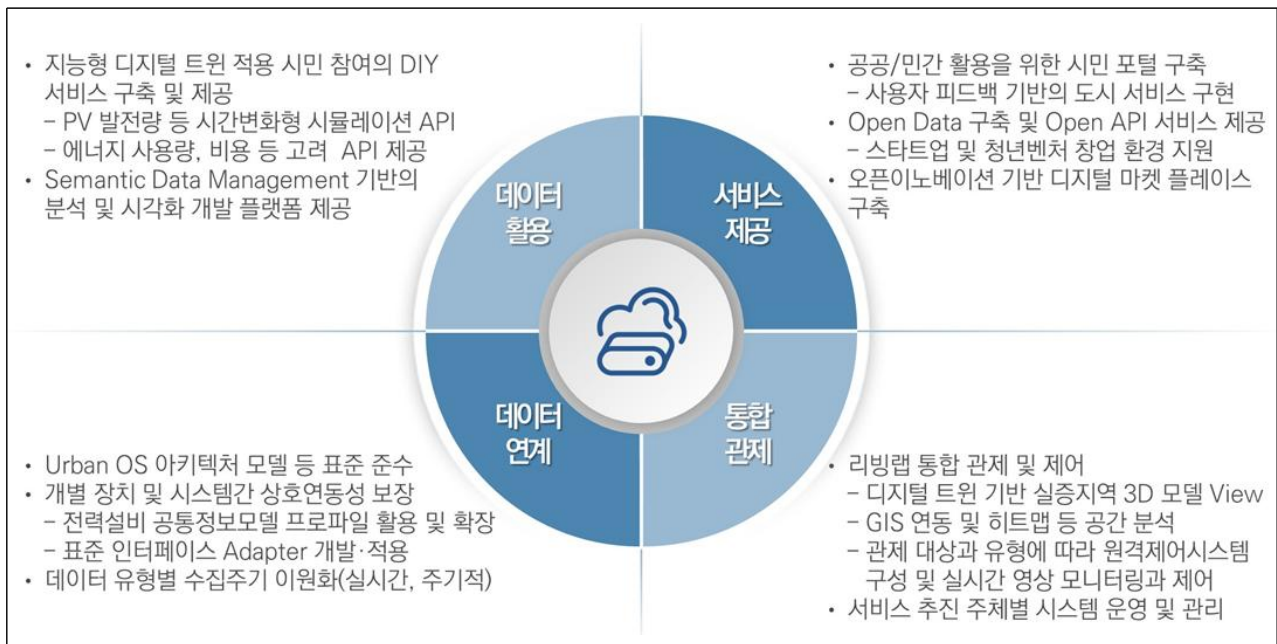 • 지능형 디지털 트윈 적용 시민 참여의 DIY
서비스 구축 및 제공
– PV 발전량 등 시간변화형 시뮬레이션 API
– 에너지 사용량, 비용 등 고려 API 제공
• Semantic Data Management 기반의
분석 및 시각화 개발 플랫폼 제공
• 공공/민간 활용을 위한 시민 포털 구축
– 사용자 피드백 기반의 도시 서비스 구현
• Open Data 구축 및 Open API 서비스 제공
– 스타트업 및 청년벤처 창업 환경 지원
• 오픈이노베이션 기반 디지털 마켓 플레이스
구축
데이터
활용
서비스
제공
데이터
연계
통합
관제
• Urban OS 아키텍처 모델 등 표준 준수
• 개별 장치 및 시스템간 상호연동성 보장
– 전력설비 공통정보모델 프로파일 활용 및 확장
– 표준 인터페이스 Adapter 개발·적용
• 데이터 유형별 수집주기 이원화(실시간, 주기적)
• 리빙랩 통합 관제 및 제어
– 디지털 트윈 기반 실증지역 3D 모델 View
– GIS 연동 및 히트맵 등 공간 분석
– 관제 대상과 유형에 따라 원격제어시스템
구성 및 실시간 영상 모니터링과 제어
• 서비스 추진 주체별 시스템 운영 및 관리